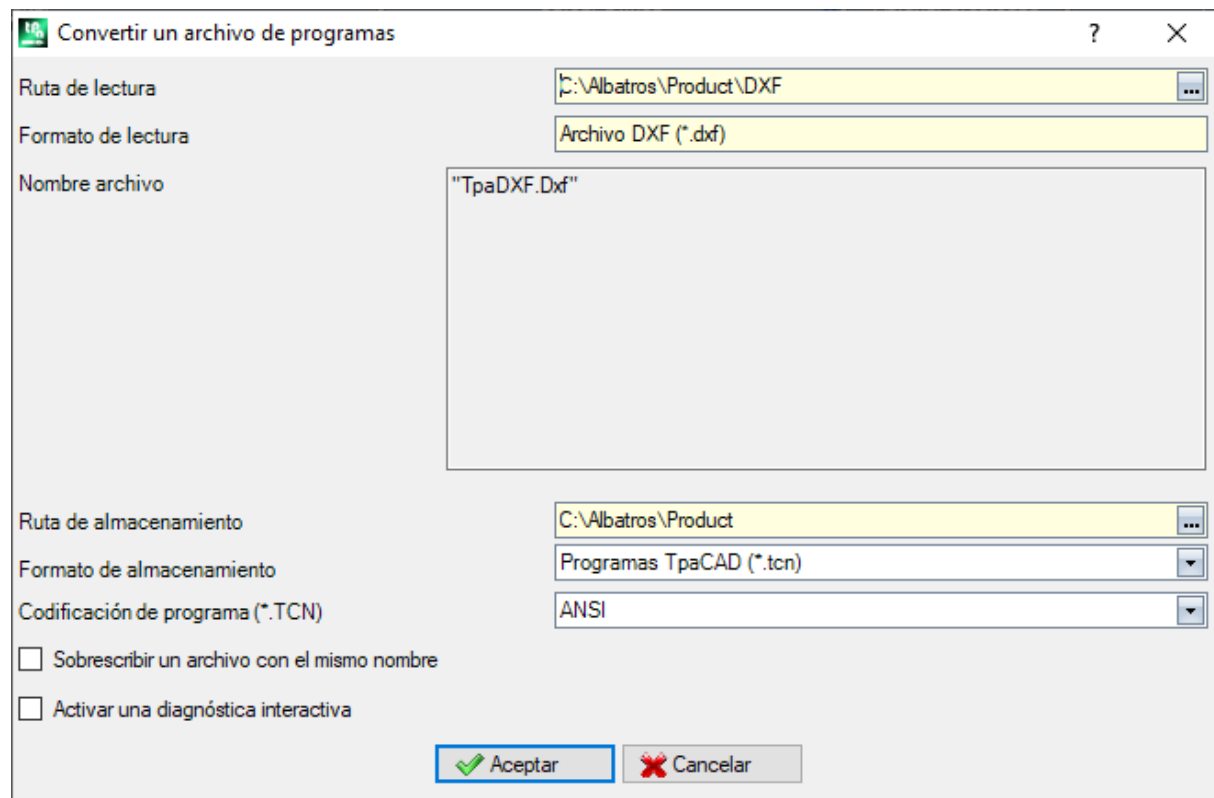 Convertir un archivo de programas ?
Ruta de lectura C:\Albatros\Product\DXF ...
Formato de lectura Archivo DXF (*.dxf)
Nombre archivo "TpaDXF.Dxf"
Ruta de almacenamiento C:\Albatros\Product ...
Formato de almacenamiento Programas TpaCAD (*.tcn)
Codificación de programa (*.TCN) ANSI
Sobrescribir un archivo con el mismo nombre
Activar una diagnóstica interactiva
Aceptar Cancelar